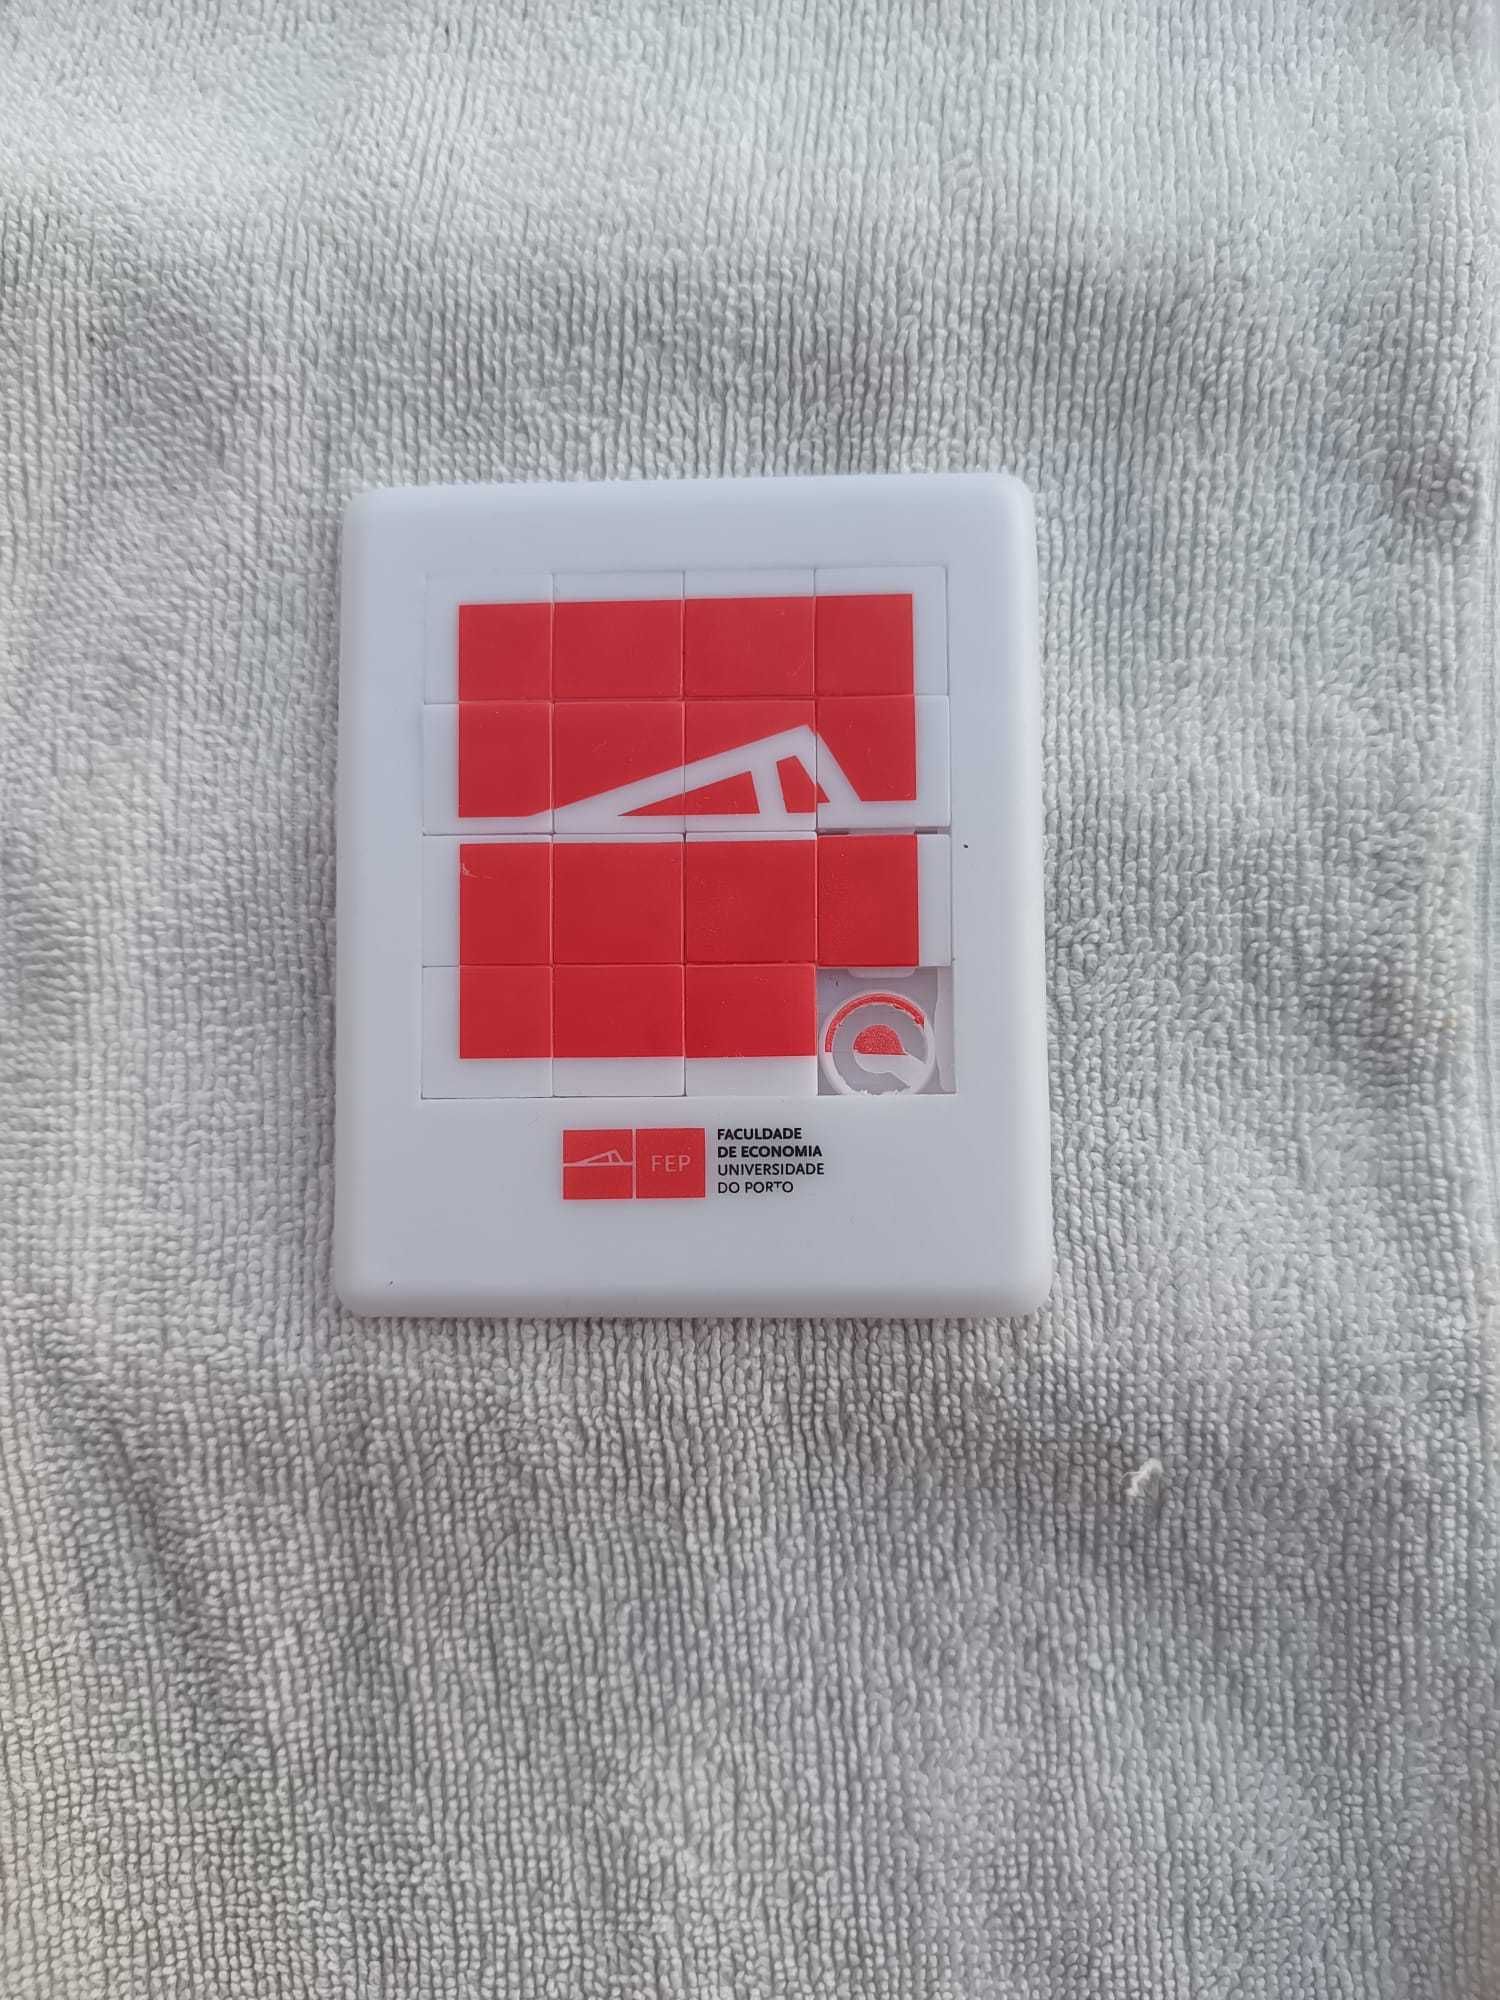 FEP
FACULDADE
DE ECONOMIA
UNIVERSIDADE
DO PORTO